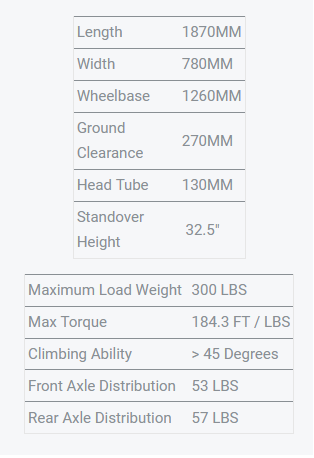 Length 1870MM
Width 780MM
Wheelbase 1260MM
Ground
Clearance 270MM
Head Tube 130MM
Standover
Height 32.5"
Maximum Load Weight 300 LBS
Max Torque 184.3 FT / LBS
Climbing Ability > 45 Degrees
Front Axle Distribution 53 LBS
Rear Axle Distribution 57 LBS